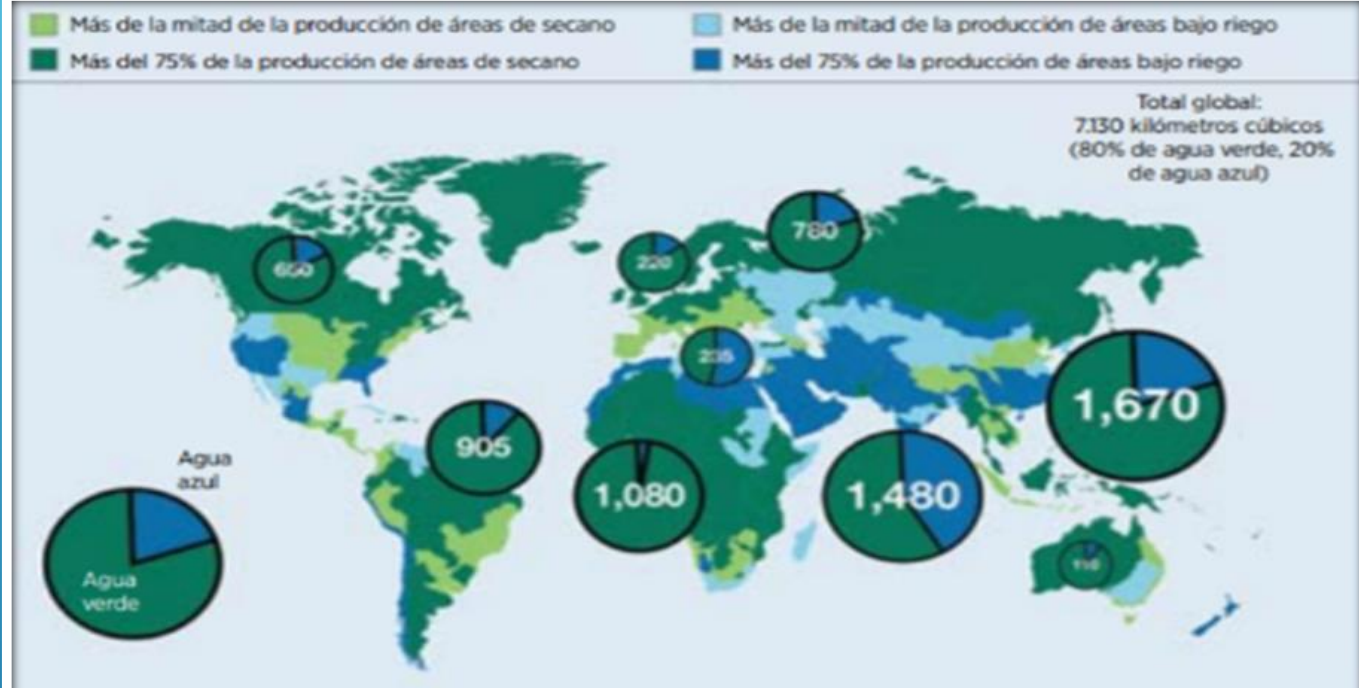 Más de la mitad de la producción de áreas de secano
Más de la mitad de la producción de áreas bajo riego
Más del 75% de la producción de áreas de secano
Más del 75% de la producción de áreas bajo riego
Total global:
7.130 kilómetros cúbicos
(80% de agua verde, 20%
de agua azul)
780
650
220
235
1,670
905
1,080
1,480
Agua
azul
Agua
verde
110